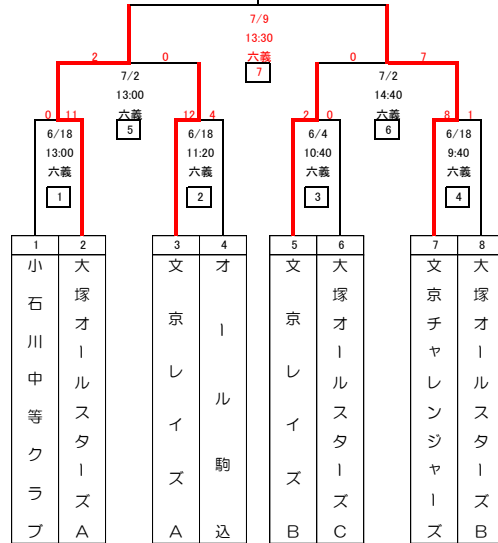 7/9
13:30
六義
7
2 0
0 7
7/2
13:00
六義
5
7/2
14:40
六義
6
0 11
12 4
2 0
8 1
6/18
13:00
六義
1
6/18
11:20
六義
2
6/4
10:40
六義
3
6/18
9:40
六義
4
1 2 3 4 5 6 7 8
小石川中等クラブ
大塚オールスターズA
文京レイズA
オール駒込
文京レイズB
大塚オールスターズC
文京チャレンジャーズ
大塚オールスターズB